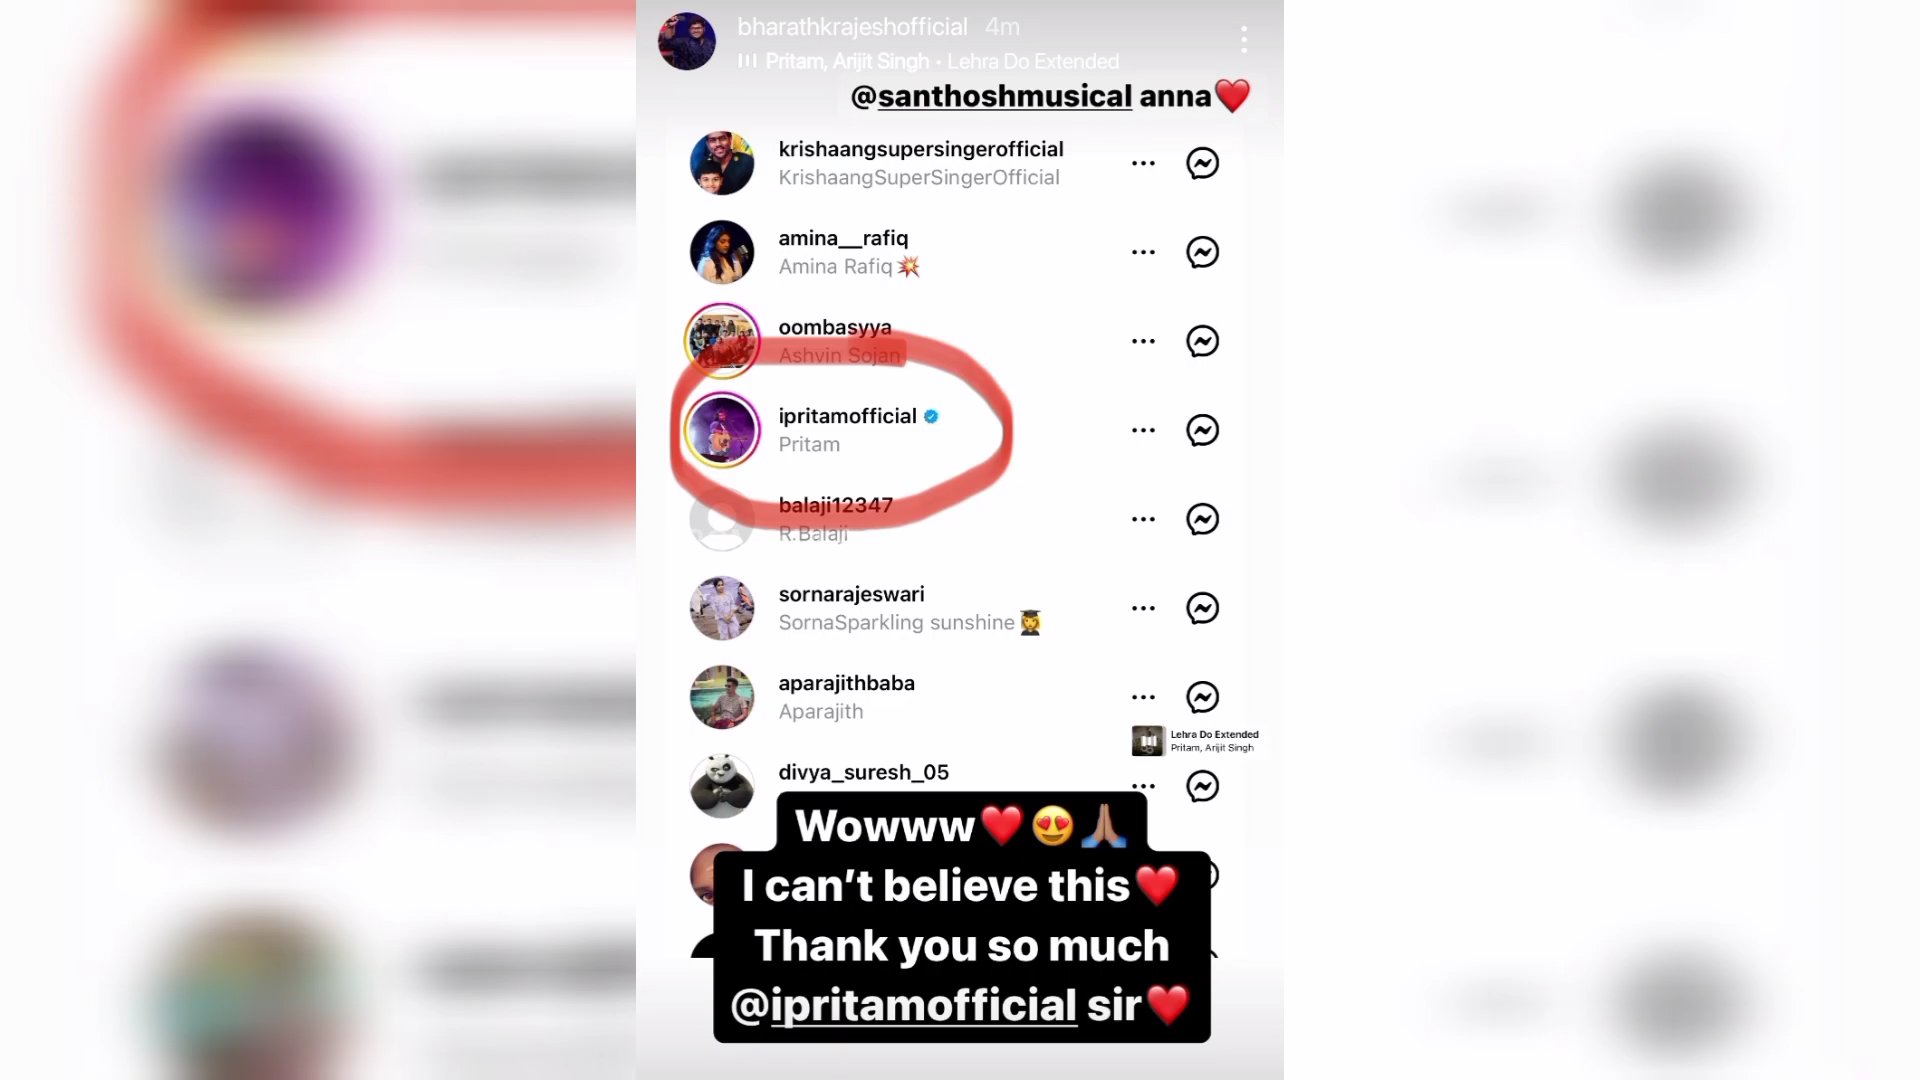 bharathkrajeshofficial 4m
Pritam, Arijit Singh • Lehra Do Extended
@santhoshmusical anna❤️
krishaangsupersingerofficial
KrishaangSuperSingerOfficial
amina__rafiq
Amina Rafiq💥
oombasyya
Ashvin Sojan
ipritamofficial
Pritam
balaji12347
R.Balaji
sornarajeswari
SornaSparkling sunshine👩‍🎓
aparajithbaba
Aparajith
Lehra Do Extended
Pritam, Arijit Singh
divya_suresh_05
Wowww❤️😍🙏🏽
I can't believe this❤️
Thank you so much
@ipritamofficial sir❤️